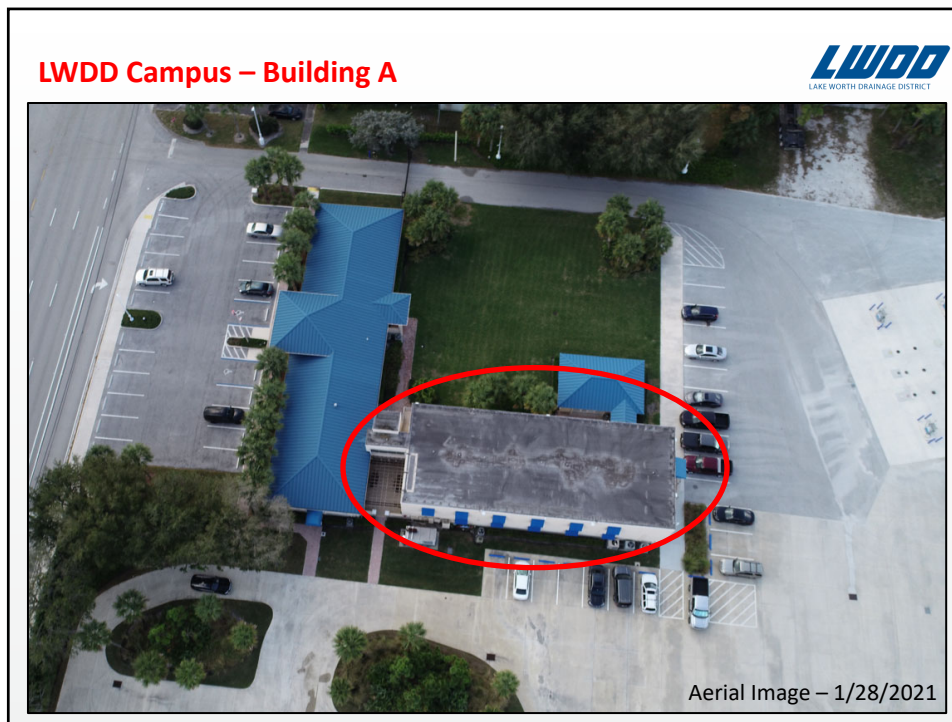 LWDD Campus – Building A
LWDD
LAKE WORTH DRAINAGE DISTRICT
Aerial Image – 1/28/2021